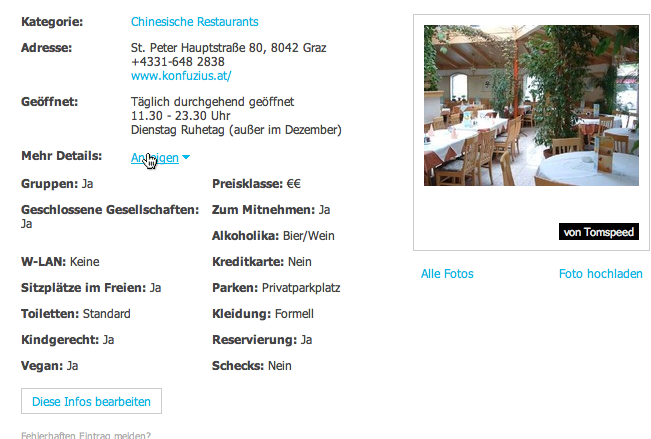 Kategorie: Chinesische Restaurants
Adresse: St. Peter Hauptstraße 80, 8042 Graz
+4331-648 2838
www.konfuzius.at/
Geöffnet: Täglich durchgehend geöffnet
11.30 - 23.30 Uhr
Dienstag Ruhetag (außer im Dezember)
Mehr Details: Anzeigen
Gruppen: Ja
Preisklasse: €€
Geschlossene Gesellschaften:
Ja
Zum Mitnehmen: Ja
Alkoholika: Bier/Wein
W-LAN: Keine
Kreditkarte: Nein
Sitzplätze im Freien: Ja
Parken: Privatparkplatz
Toiletten: Standard
Kleidung: Formell
Kindgerecht: Ja
Reservierung: Ja
Vegan: Ja
Schecks: Nein
Diese Infos bearbeiten
Fehlerhaften Eintrag melden?
von Tomspeed
Alle Fotos
Foto hochladen